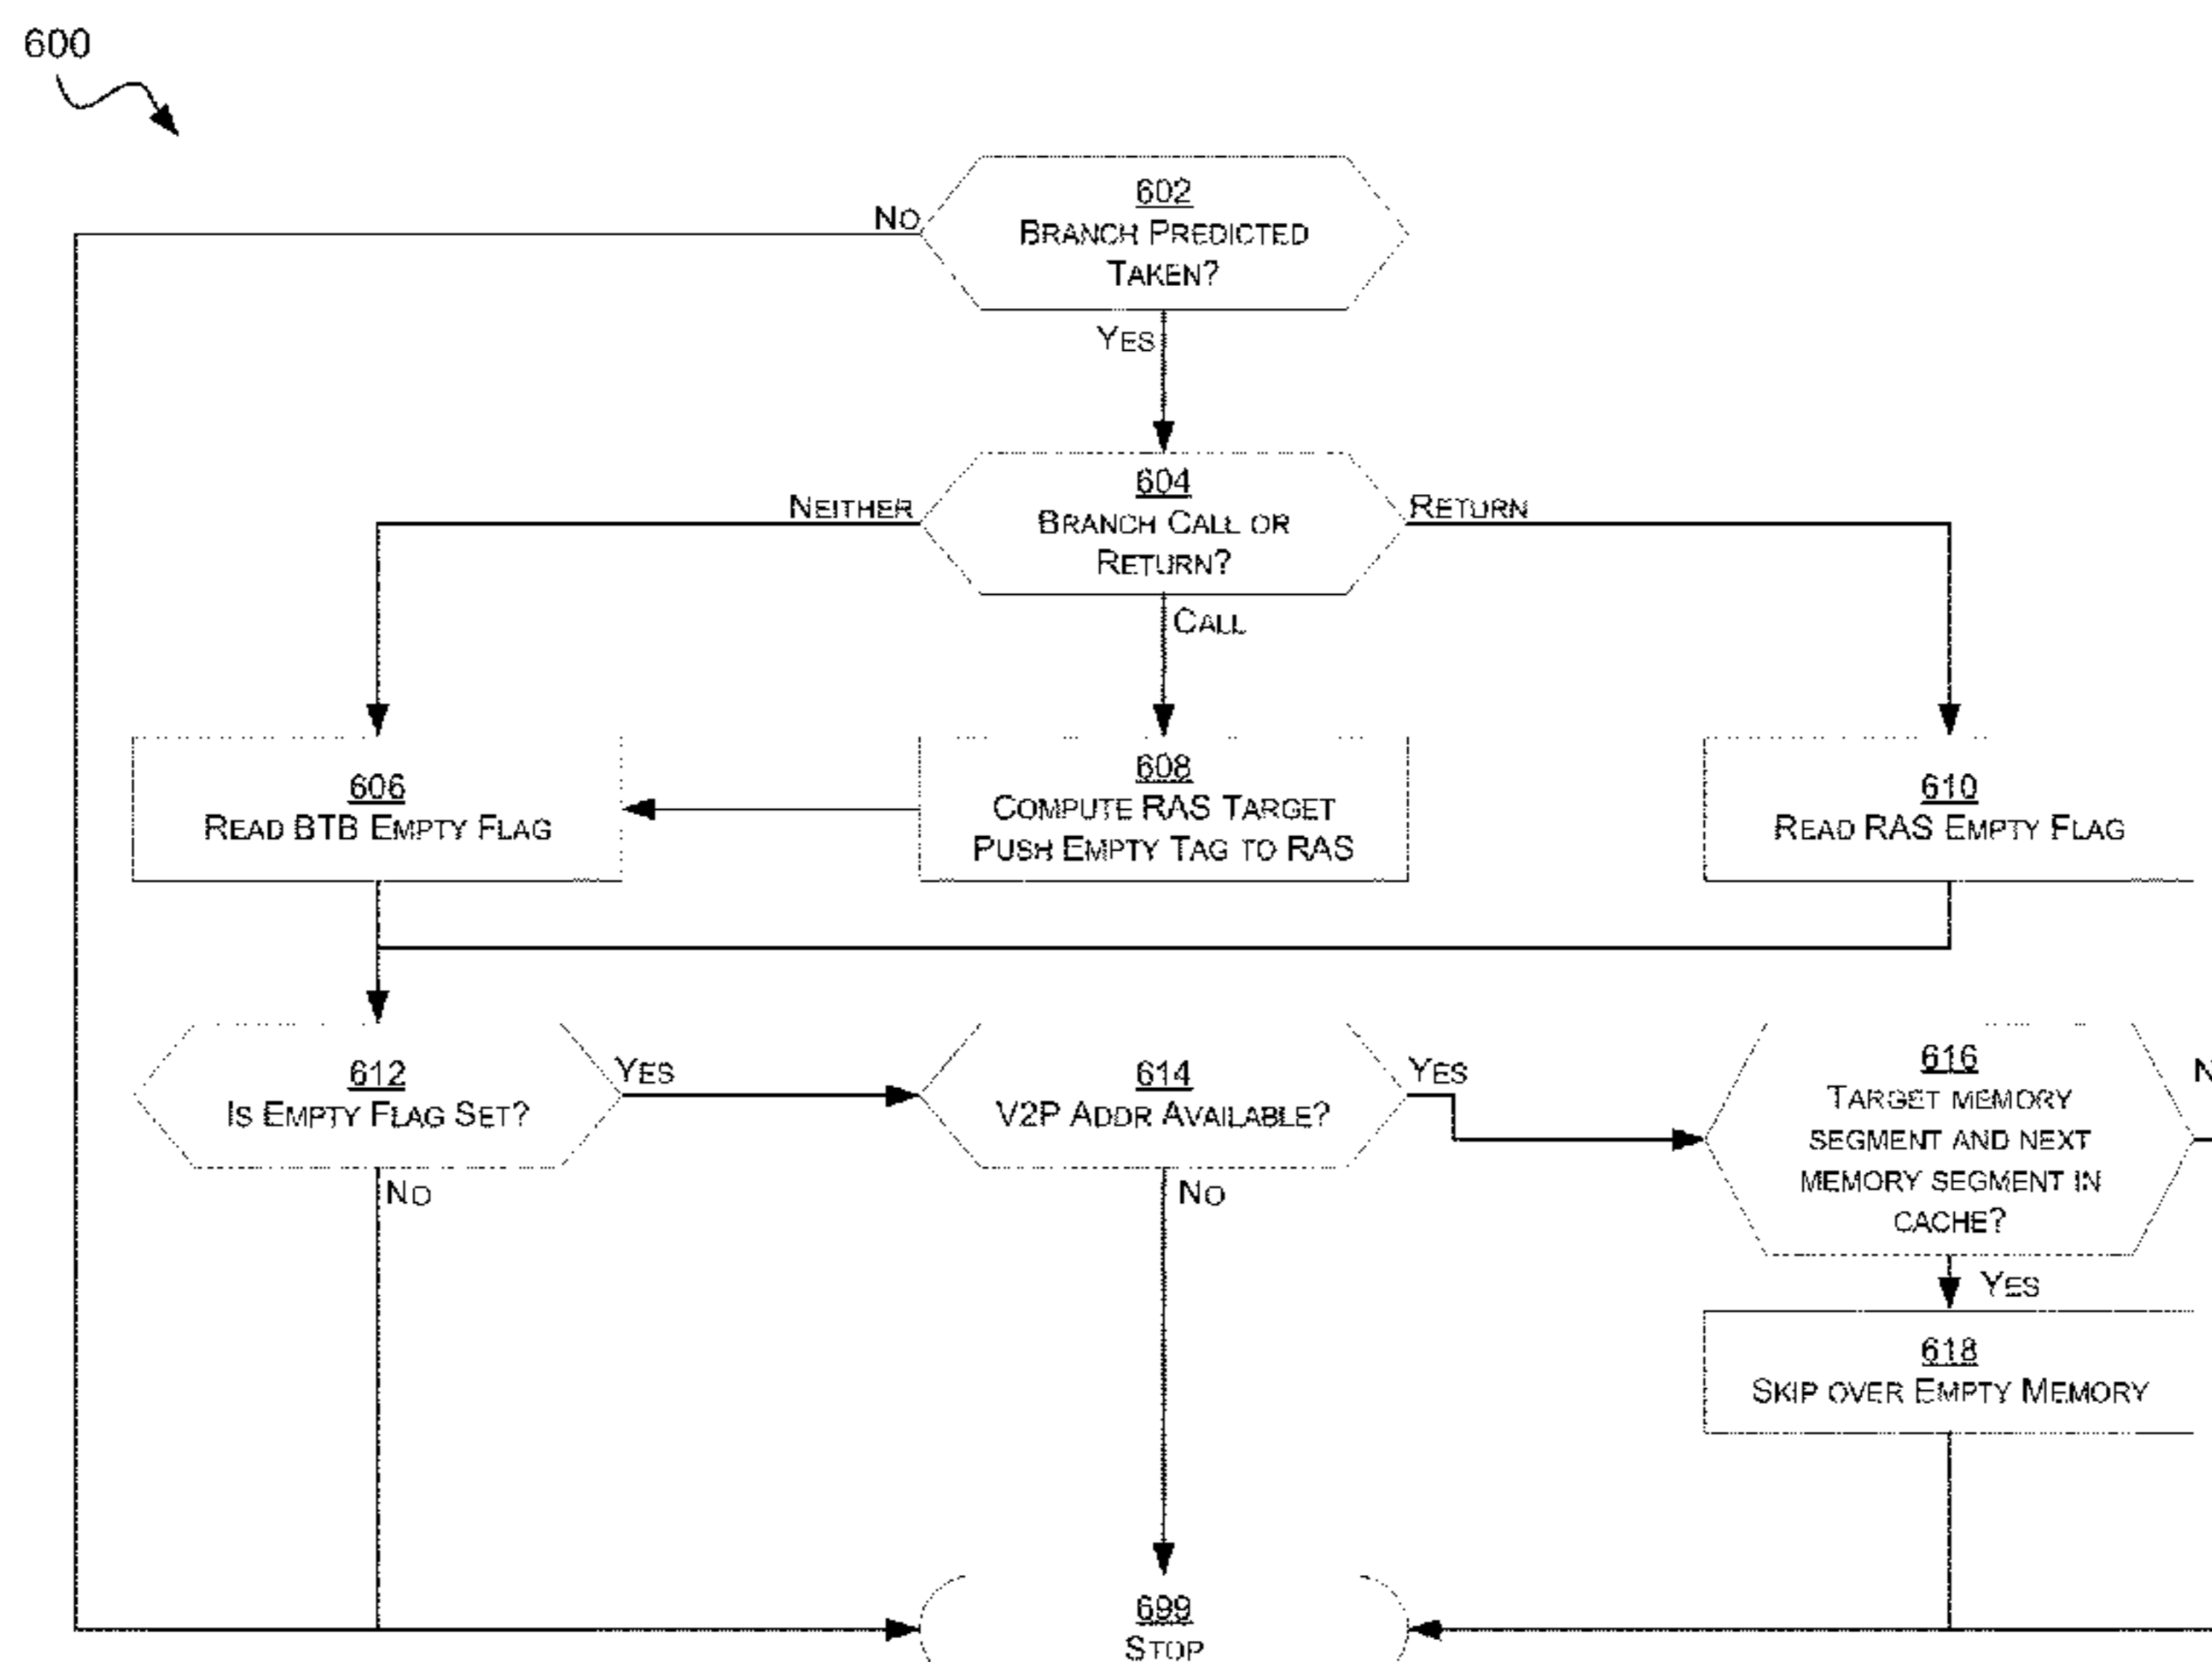 600
602
NO
BRANCH PREDICTED
TAKEN?
YES
604
NEITHER
RETURN
BRANCH CALL OR
RETURN?
CALL
606
READ BTB EMPTY FLAG
608
COMPUTE RAS TARGET
PUSH EMPTY TAG TO RAS
610
READ RAS EMPTY FLAG
612
IS EMPTY FLAG SET?
YES
NO
614
V2P ADDR AVAILABLE?
YES
NO
616
TARGET MEMORY
SEGMENT AND NEXT
MEMORY SEGMENT IN
CACHE?
YES
618
SKIP OVER EMPTY MEMORY
699
STOP